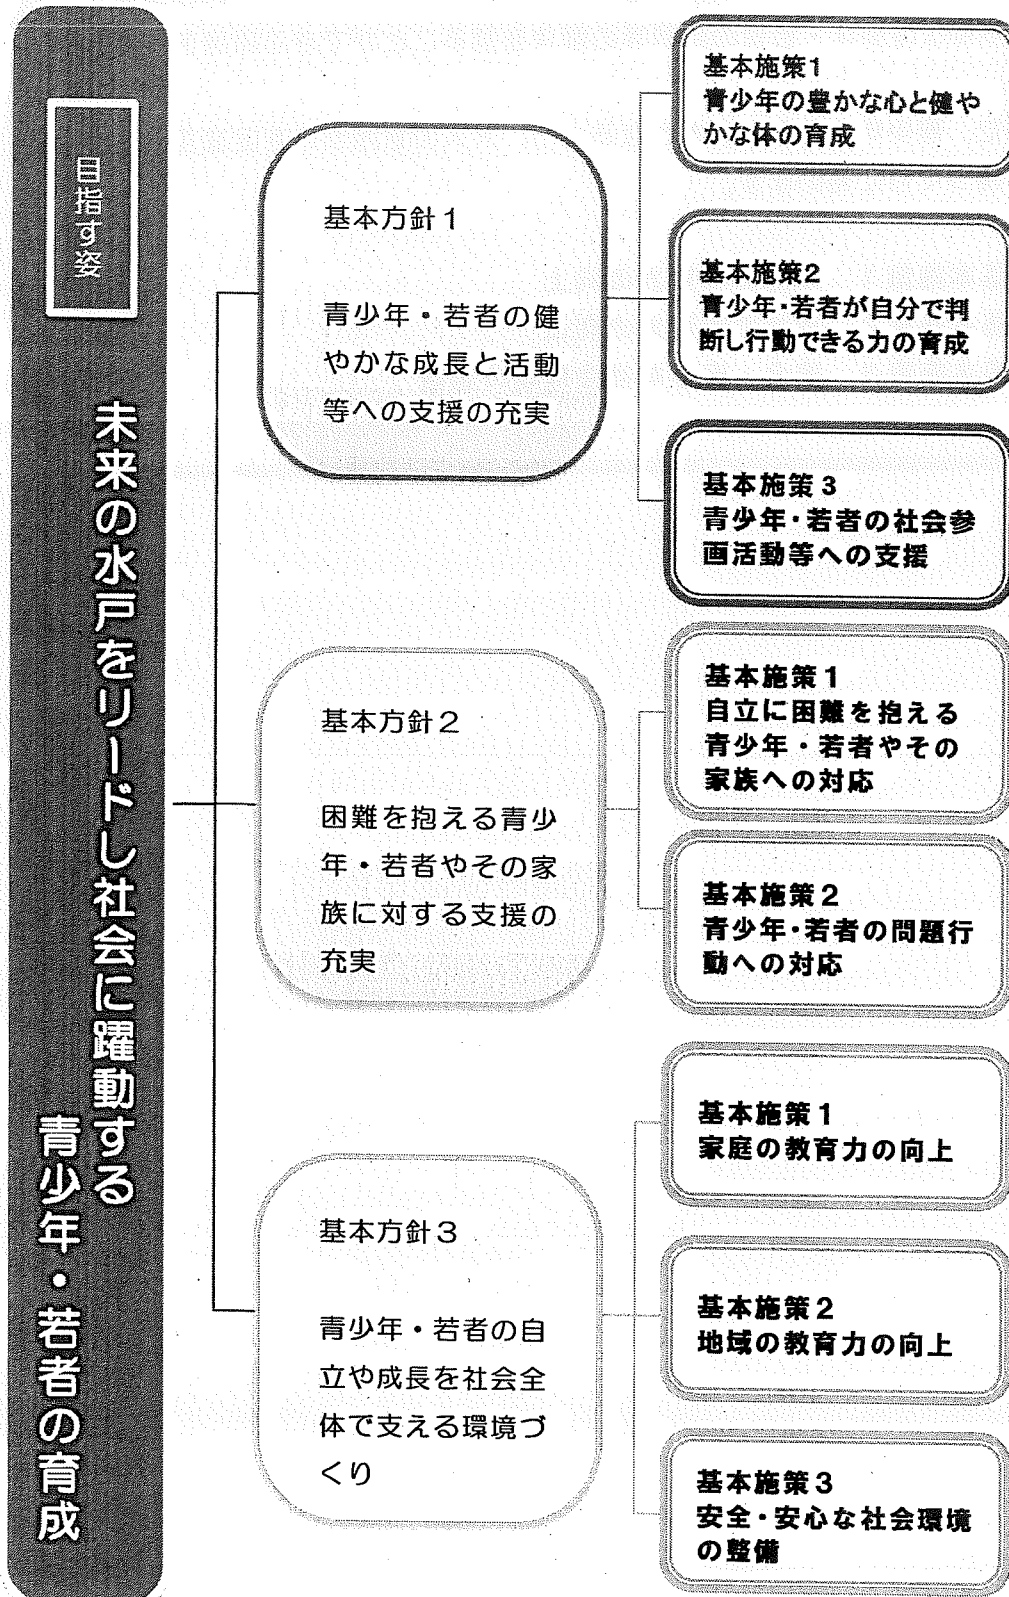 目指す姿
未来の水戸をリードし社会に躍動する
青少年・若者の育成
基本方針1
青少年・若者の健
やかな成長と活動
等への支援の充実
基本施策1
青少年の豊かな心と健や
かな体の育成
基本施策2
青少年・若者が自分で判
断し行動できる力の育成
基本施策3
青少年・若者の社会参
画活動等への支援
基本方針2
困難を抱える青少
年・若者やその家
族に対する支援の
充実
基本施策1
自立に困難を抱える
青少年・若者やその
家族への対応
基本施策2
青少年・若者の問題行
動への対応
基本方針3
青少年・若者の自
立や成長を社会全
体で支える環境づ
くり
基本施策1
家庭の教育力の向上
基本施策2
地域の教育力の向上
基本施策3
安全・安心な社会環境
の整備